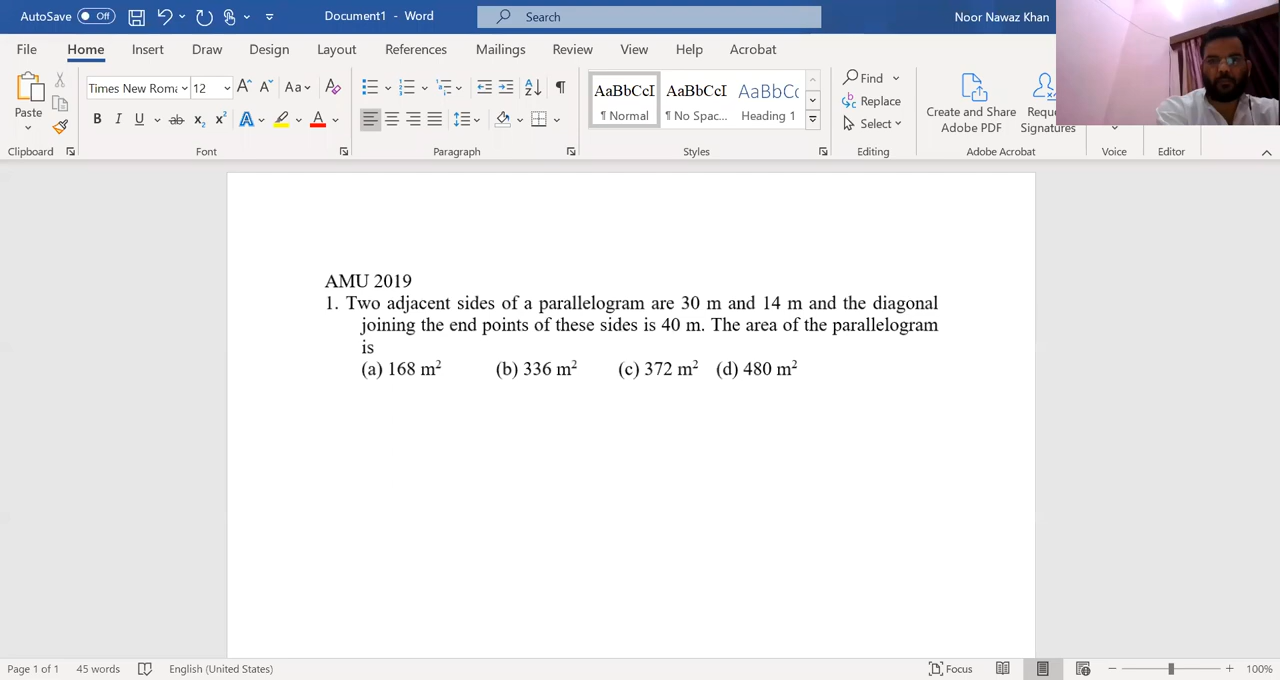 AutoSave Off Document1 - Word Search Noor Nawaz Khan
File Home Insert Draw Design Layout References Mailings Review View Help Acrobat
Paste Times New Roma 12 Aa AaBbCcI AaBbCcI AaBbCc Find
¶ Normal ¶ No Spac... Heading 1 Replace
Select
Create and Share
Adobe PDF
Signatures
Clipboard Font Paragraph Styles Editing Adobe Acrobat Voice Editor
AMU 2019
1. Two adjacent sides of a parallelogram are 30 m and 14 m and the diagonal
joining the end points of these sides is 40 m. The area of the parallelogram
is
(a) 168 m² (b) 336 m² (c) 372 m² (d) 480 m²
Page 1 of 1 45 words English (United States) Focus 100%